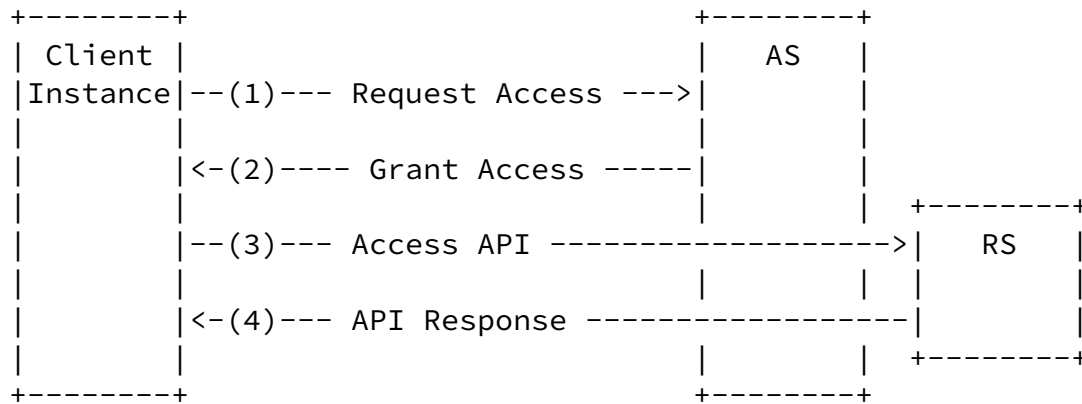 +--------+                            +--------+
| Client |                            |   AS   |
|Instance|--(1)--- Request Access --->|        |
|        |                            |        |
|        |<-(2)---- Grant Access -----|        |
|        |                            |        |  +--------+
|        |--(3)--- Access API ------------------->|   RS   |
|        |                            |        |  |        |
|        |<-(4)--- API Response ------------------|        |
|        |                            |        |  +--------+
+--------+                            +--------+